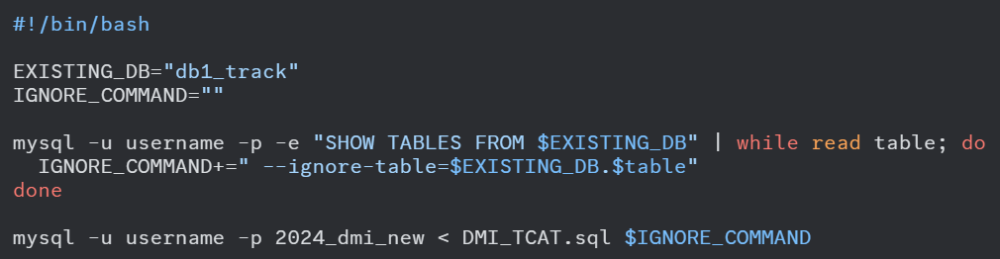 #!/bin/bash
EXISTING_DB="db1_track"
IGNORE_COMMAND=""
mysql -u username -p -e "SHOW TABLES FROM $EXISTING_DB" | while read table; do
  IGNORE_COMMAND+=" --ignore-table=$EXISTING_DB.$table"
done
mysql -u username -p 2024_dmi_new < DMI_TCAT.sql $IGNORE_COMMAND